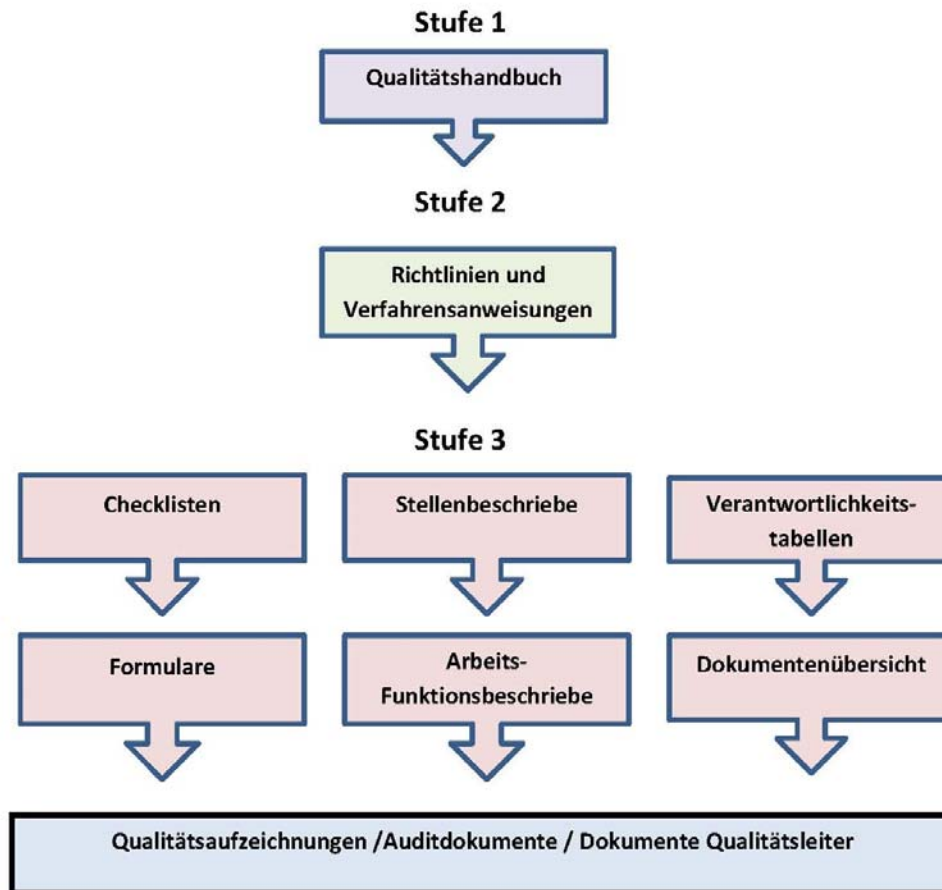 Stufe 1
Qualitätshandbuch
Stufe 2
Richtlinien und
Verfahrensanweisungen
Stufe 3
Checklisten
Stellenbeschriebe
Verantwortlichkeits-
tabellen
Formulare
Arbeits-
Funktionsbeschriebe
Dokumentenübersicht
Qualitätsaufzeichnungen /Auditdokumente / Dokumente Qualitätsleiter